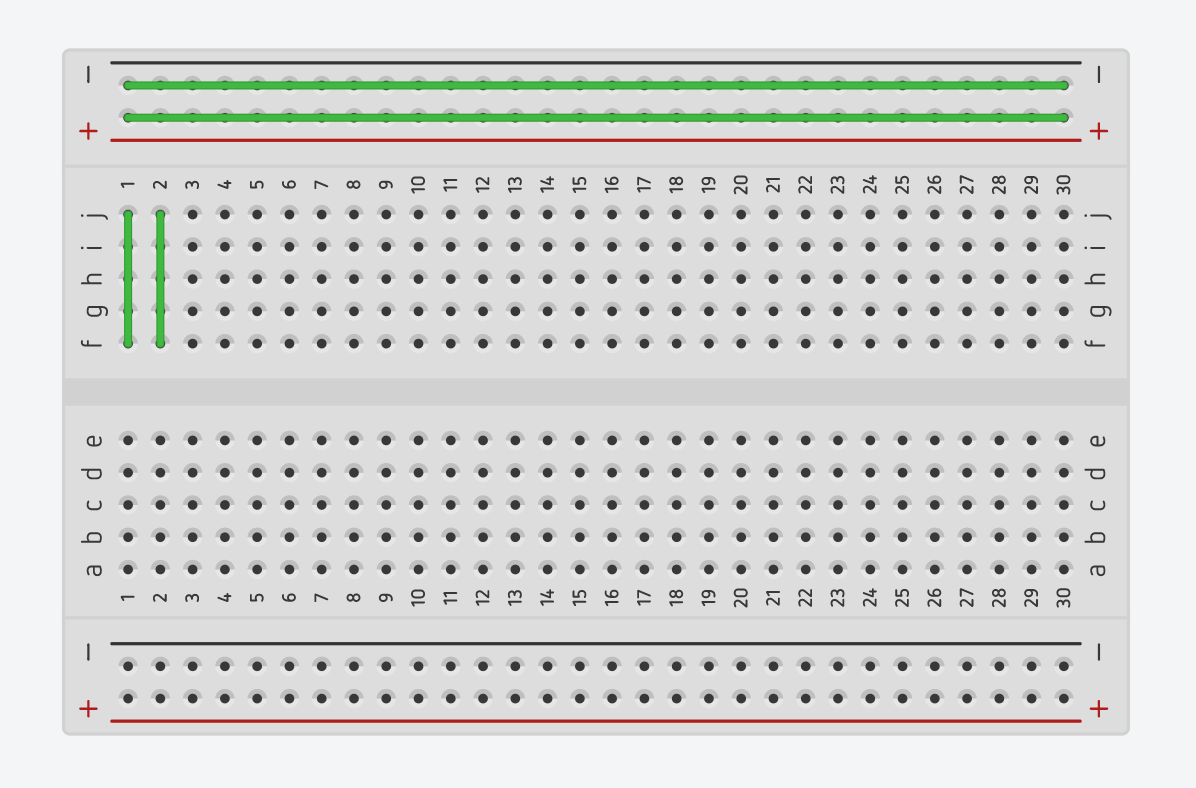 − −
+ +
1 2 3 4 5 6 7 8 9 10 11 12 13 14 15 16 17 18 19 20 21 22 23 24 25 26 27 28 29 30
j j
i i
h h
g g
f f
e e
d d
c c
b b
a a
1 2 3 4 5 6 7 8 9 10 11 12 13 14 15 16 17 18 19 20 21 22 23 24 25 26 27 28 29 30
− −
+ +